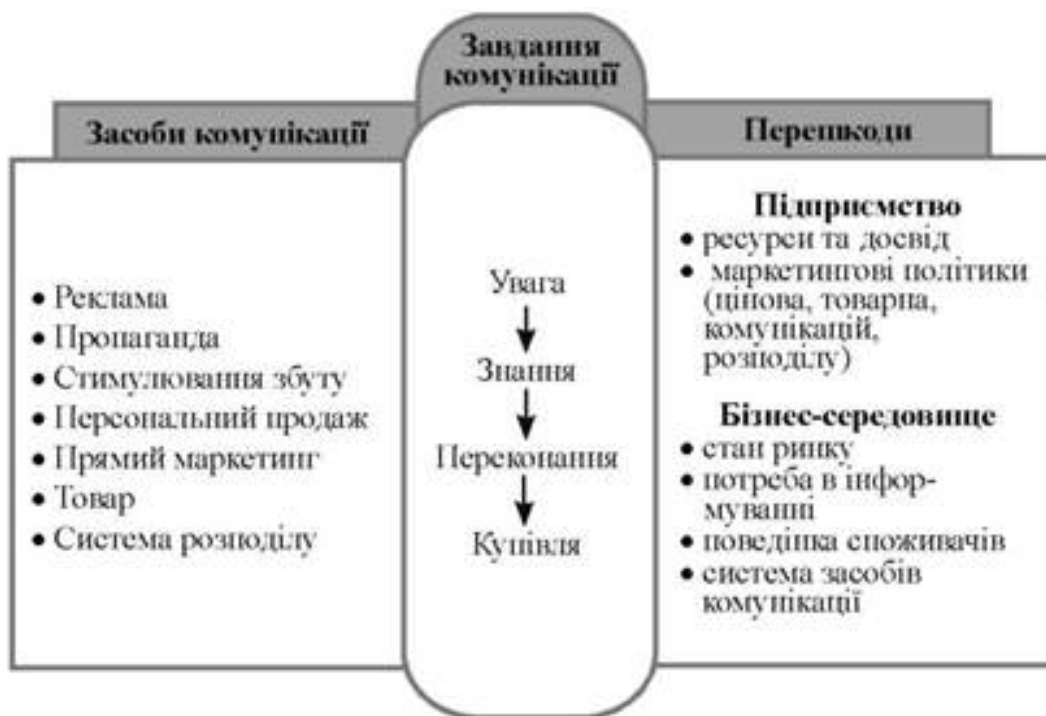 Завдання
комунікації
Засоби комунікації
Перешкоди
• Реклама
• Пропаганда
• Стимулювання збуту
• Персональний продаж
• Прямий маркетинг
• Товар
• Система розподілу
Увага
Знання
Переконання
Купівля
Підприємство
• ресурси та досвід
• маркетингові політики
(цінова, товарна,
комунікацій,
розподілу)
Бізнес-середовище
• стан ринку
• потреба в інфор-
муванні
• поведінка споживачів
• система засобів
комунікації